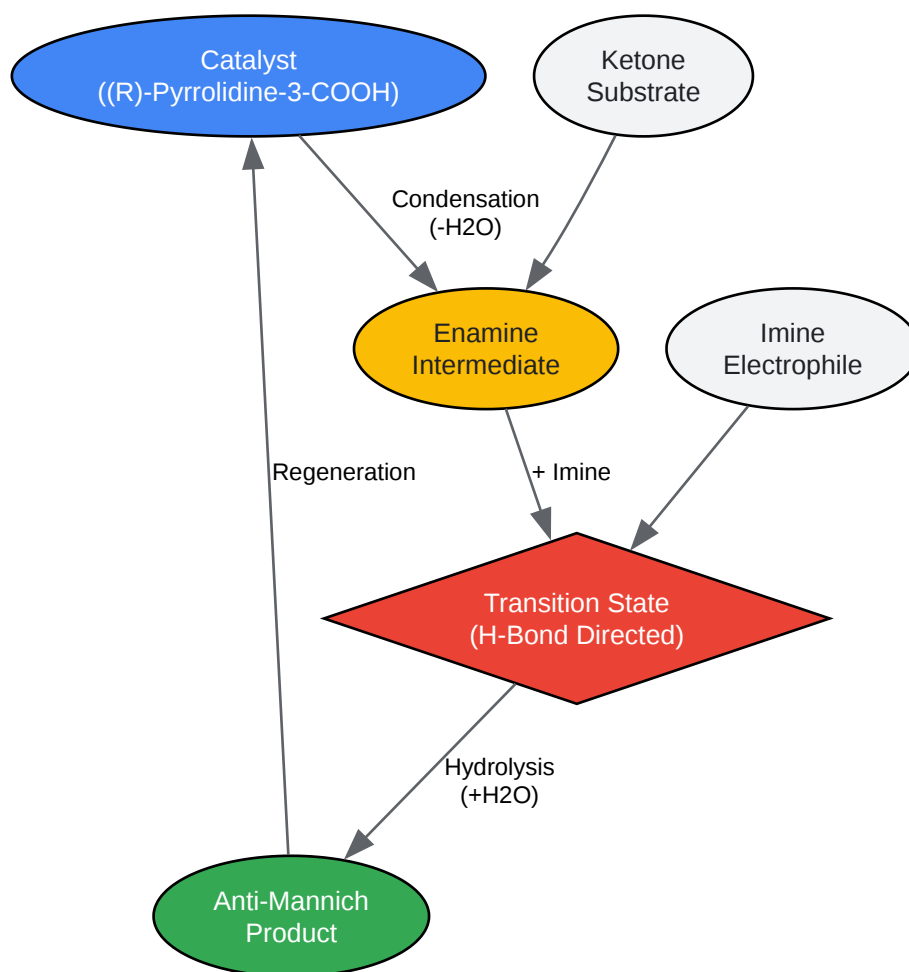 Catalyst
((R)-Pyrrolidine-3-COOH)
Ketone
Substrate
Condensation
(-H2O)
Enamine
Intermediate
Imine
Electrophile
Regeneration
+ Imine
Transition State
(H-Bond Directed)
Hydrolysis
(+H2O)
Anti-Mannich
Product